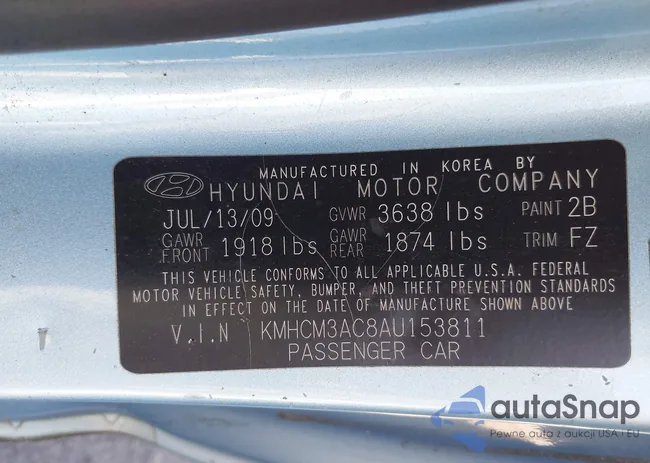 MANUFACTURED IN KOREA BY
HYUNDAI MOTOR COMPANY
JUL/13/09 GVWR 3638 lbs PAINT 2B
GAWR FRONT 1918 lbs GAWR REAR 1874 lbs TRIM FZ
THIS VEHICLE CONFORMS TO ALL APPLICABLE U.S.A. FEDERAL
MOTOR VEHICLE SAFETY, BUMPER, AND THEFT PREVENTION STANDARDS
IN EFFECT ON THE DATE OF MANUFACTURE SHOWN ABOVE
V.I.N KMHCM3AC8AU153811
PASSENGER CAR
autoSnap
Pewne auta z aukcji USA i EU